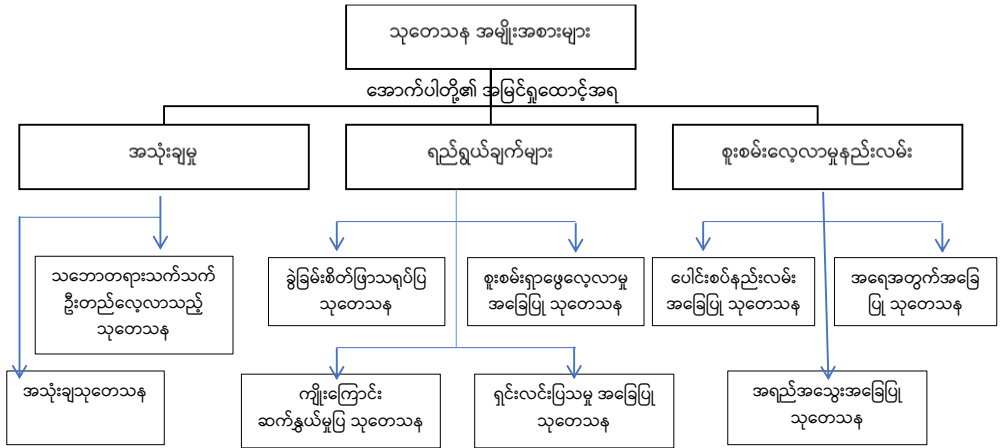 သုတေသန အမျိုးအစားများ
အောက်ပါတို့၏ အမြင်ရှုထောင့်အရ
အသုံးချမှု
ရည်ရွယ်ချက်များ
စူးစမ်းလေ့လာမှုနည်းလမ်း
သဘောတရားသက်သက်
ဦးတည်လေ့လာသည့်
သုတေသန
ခွဲခြမ်းစိတ်ဖြာသရုပ်ပြ
သုတေသန
စူးစမ်းရှာဖွေလေ့လာမှု
အခြေပြု သုတေသန
ပေါင်းစပ်နည်းလမ်း
အခြေပြု သုတေသန
အရေအတွက်အခြေ
ပြု သုတေသန
အသုံးချသုတေသန
ကျိုးကြောင်း
ဆက်နွှယ်မှုပြ သုတေသန
ရှင်းလင်းပြသမှု အခြေပြု
သုတေသန
အရည်အသွေးအခြေပြု
သုတေသန